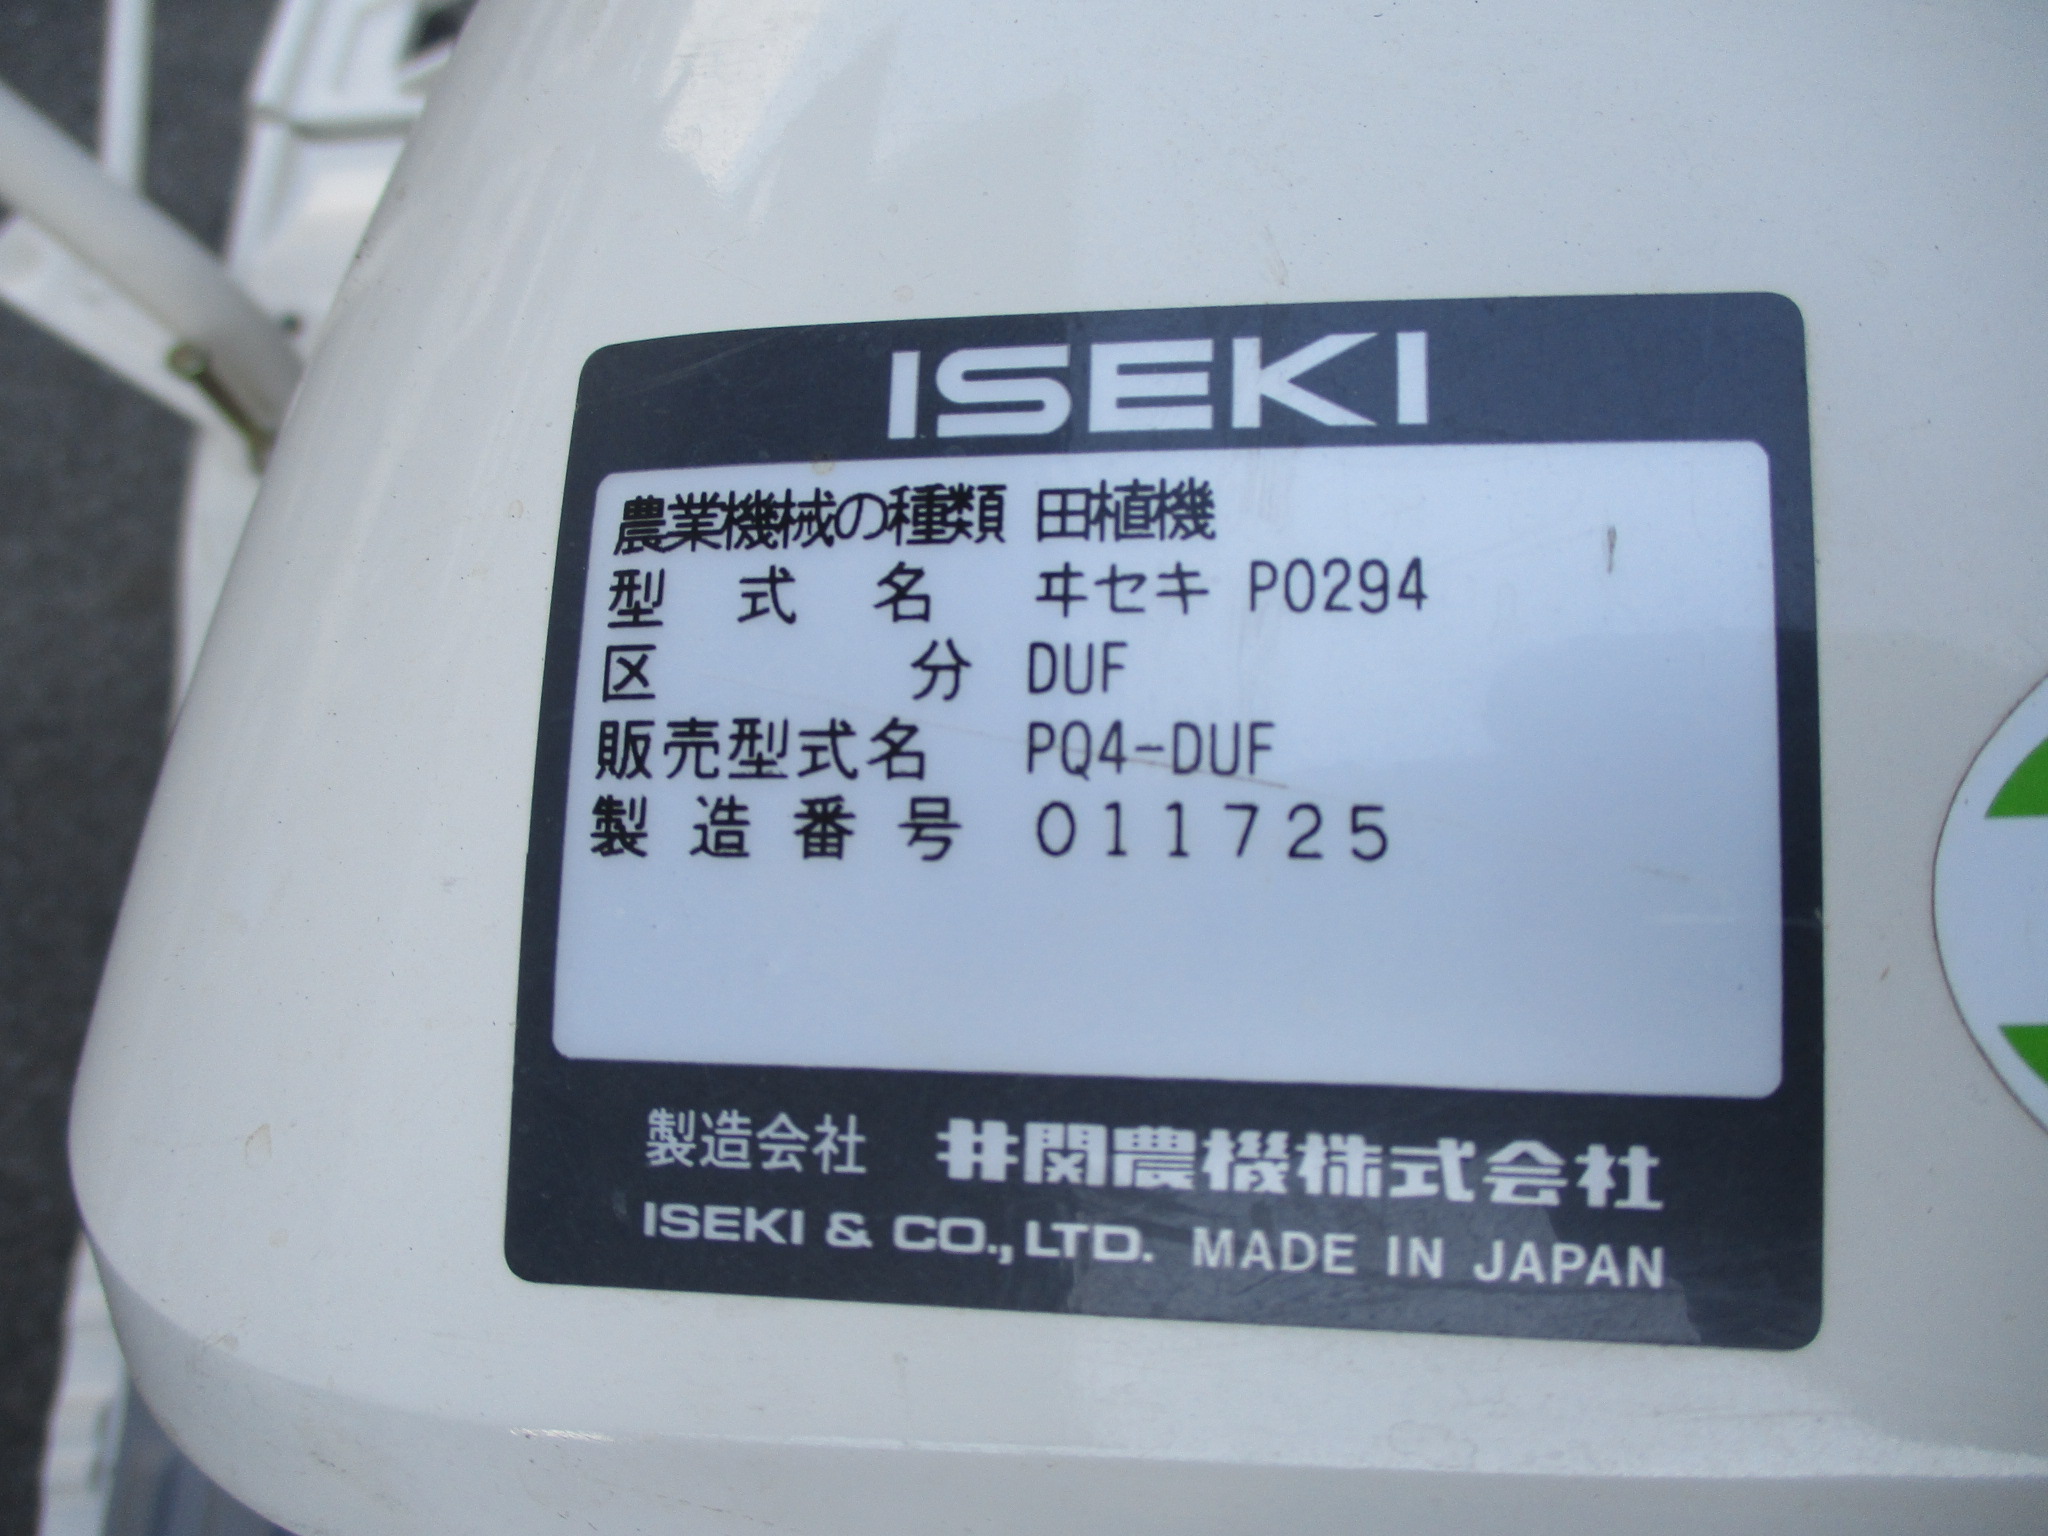 ISEKI
農業機械の種類 田植機
型式名 ヰセキ P0294
区分 DUF
販売型式名 PQ4-DUF
製造番号 011725
製造会社 井関農機株式会社
ISEKI & CO., LTD. MADE IN JAPAN